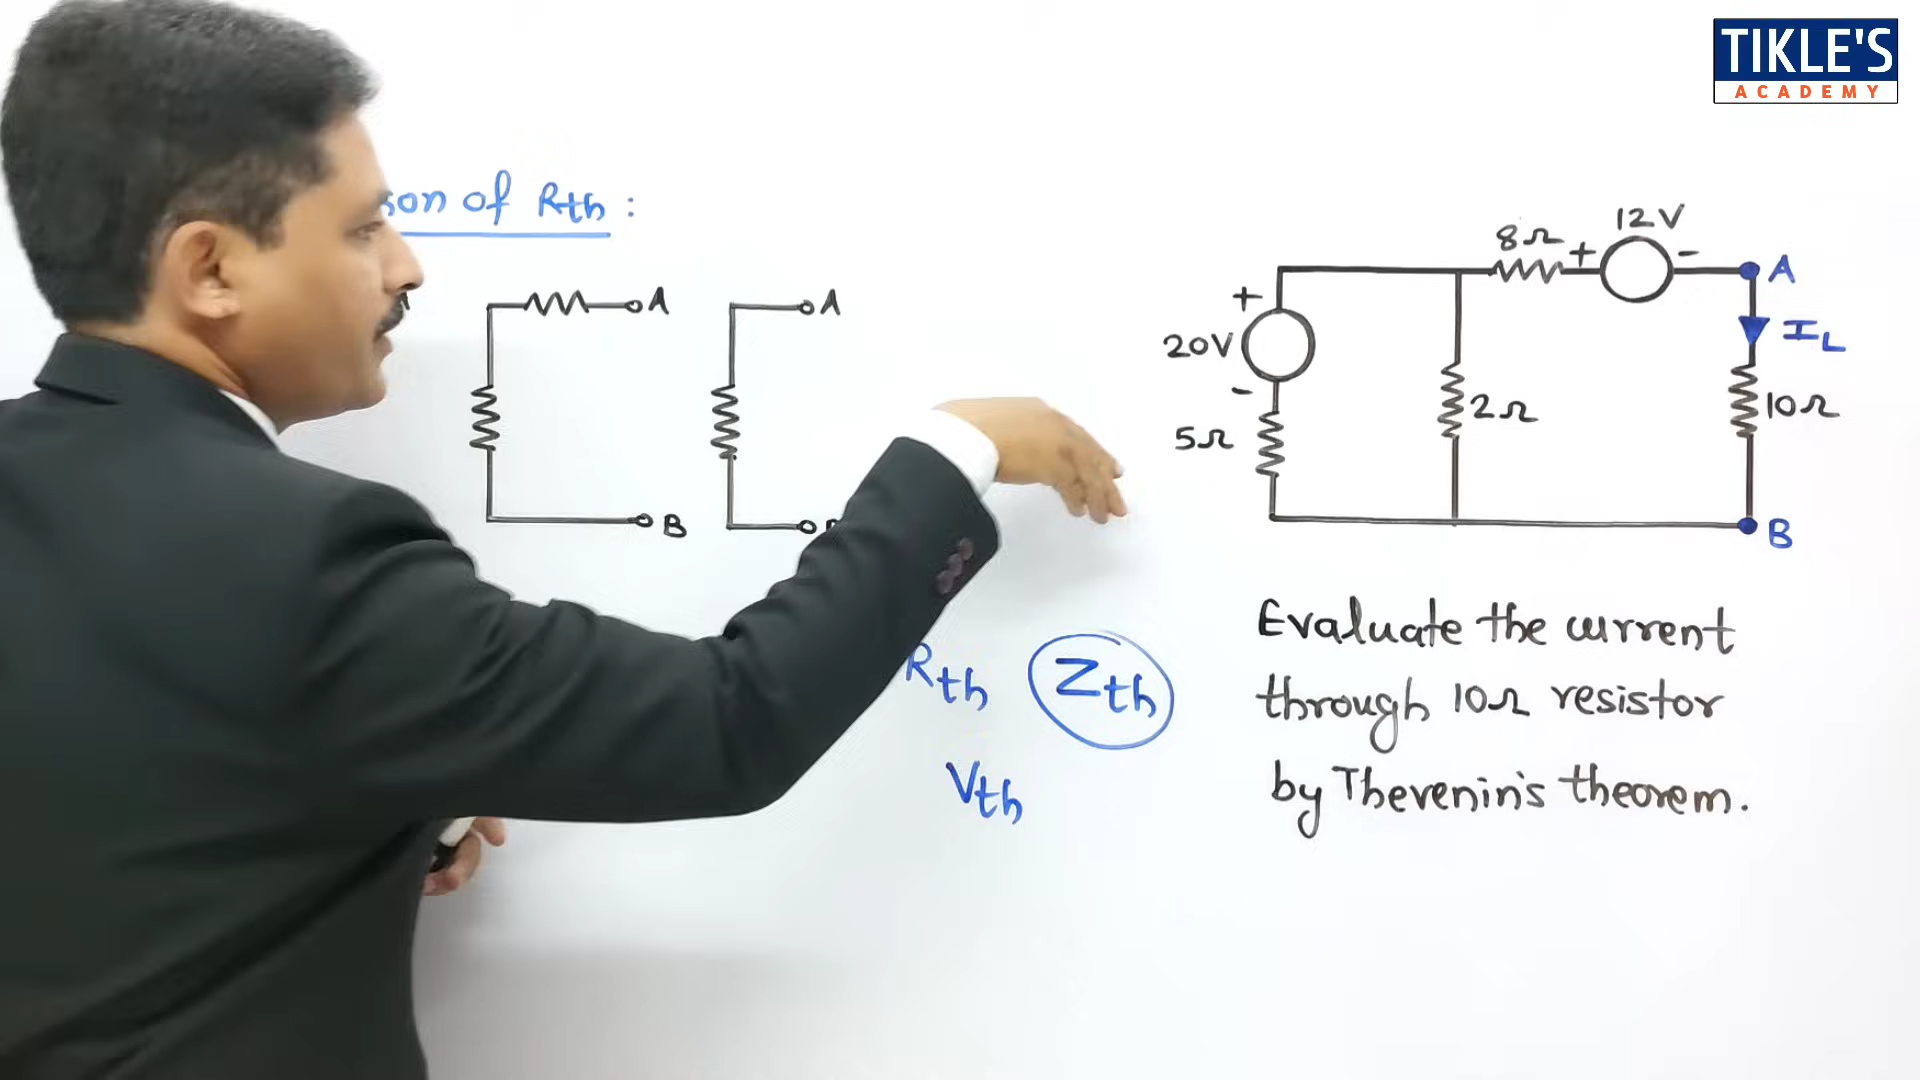 TIKLE'S
ACADEMY
of Rth :
A
B
A
Rth
Zth
Vth
12V
8Ω
+
-
A
+
20V
-
IL
5Ω
2Ω
10Ω
B
Evaluate the current
through 10Ω resistor
by Thevenin's theorem.